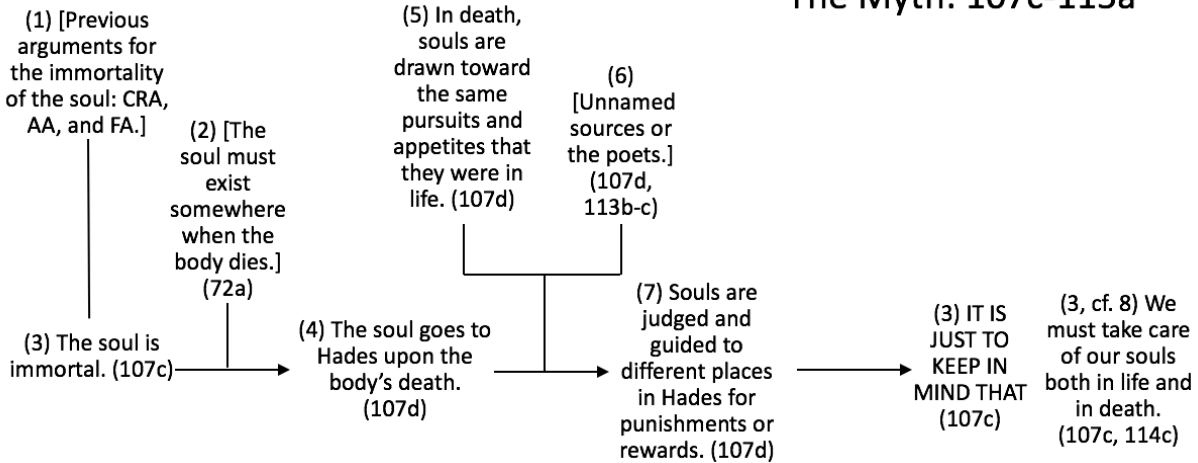 The Myth: 107c-115a
(1) [Previous
arguments for
the immortality
of the soul: CRA,
AA, and FA.]
(2) [The
soul must
exist
somewhere
when the
body dies.]
(72a)
(3) The soul is
immortal. (107c)
(4) The soul goes to
Hades upon the
body’s death.
(107d)
(5) In death,
souls are
drawn toward
the same
pursuits and
appetites that
they were in
life. (107d)
(6)
[Unnamed
sources or
the poets.]
(107d,
113b-c)
(7) Souls are
judged and
guided to
different places
in Hades for
punishments or
rewards. (107d)
(3) IT IS
JUST TO
KEEP IN
MIND THAT
(107c)
(3, cf. 8) We
must take care
of our souls
both in life and
in death.
(107c, 114c)